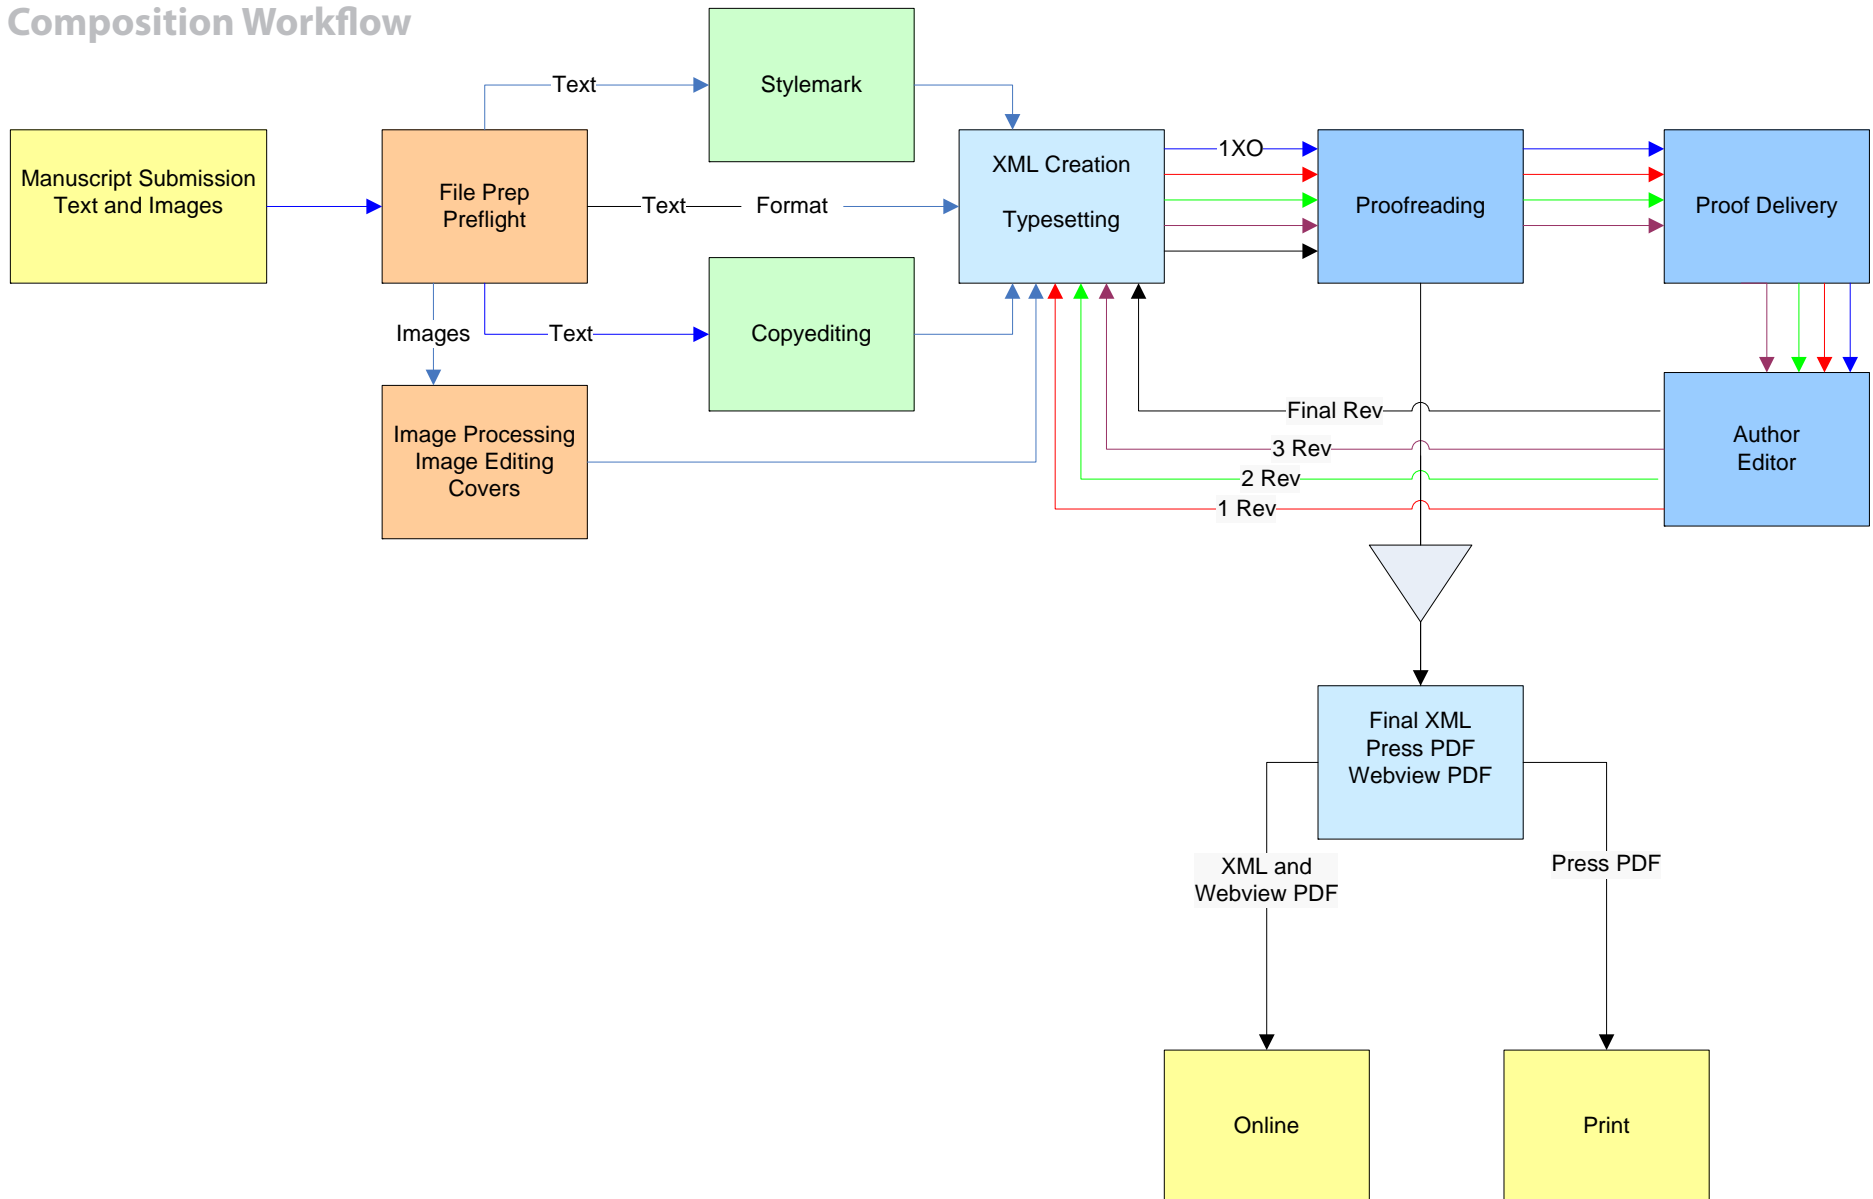 Composition Workflow
Text
Stylemark
Manuscript Submission
Text and Images
File Prep
Preflight
Text
Format
XML Creation
Typesetting
1XO
Proofreading
Proof Delivery
Images
Text
Copyediting
Image Processing
Image Editing
Covers
Final Rev
3 Rev
2 Rev
1 Rev
Author
Editor
Final XML
Press PDF
Webview PDF
XML and
Webview PDF
Press PDF
Online
Print